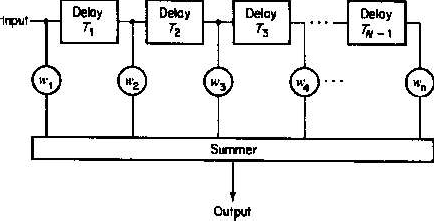 Input
Delay
T1
Delay
T2
Delay
T3
Delay
TN-1
w1
w2
w3
w4
wn
Summer
Output